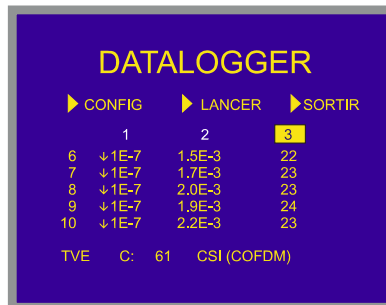 DATALOGGER
CONFIG LANCER SORTIR
1 2 3
6 ↓1E-7 1.5E-3 22
7 ↓1E-7 1.7E-3 23
8 ↓1E-7 2.0E-3 23
9 ↓1E-7 1.9E-3 24
10 ↓1E-7 2.2E-3 23
TVE C: 61 CSI (COFDM)